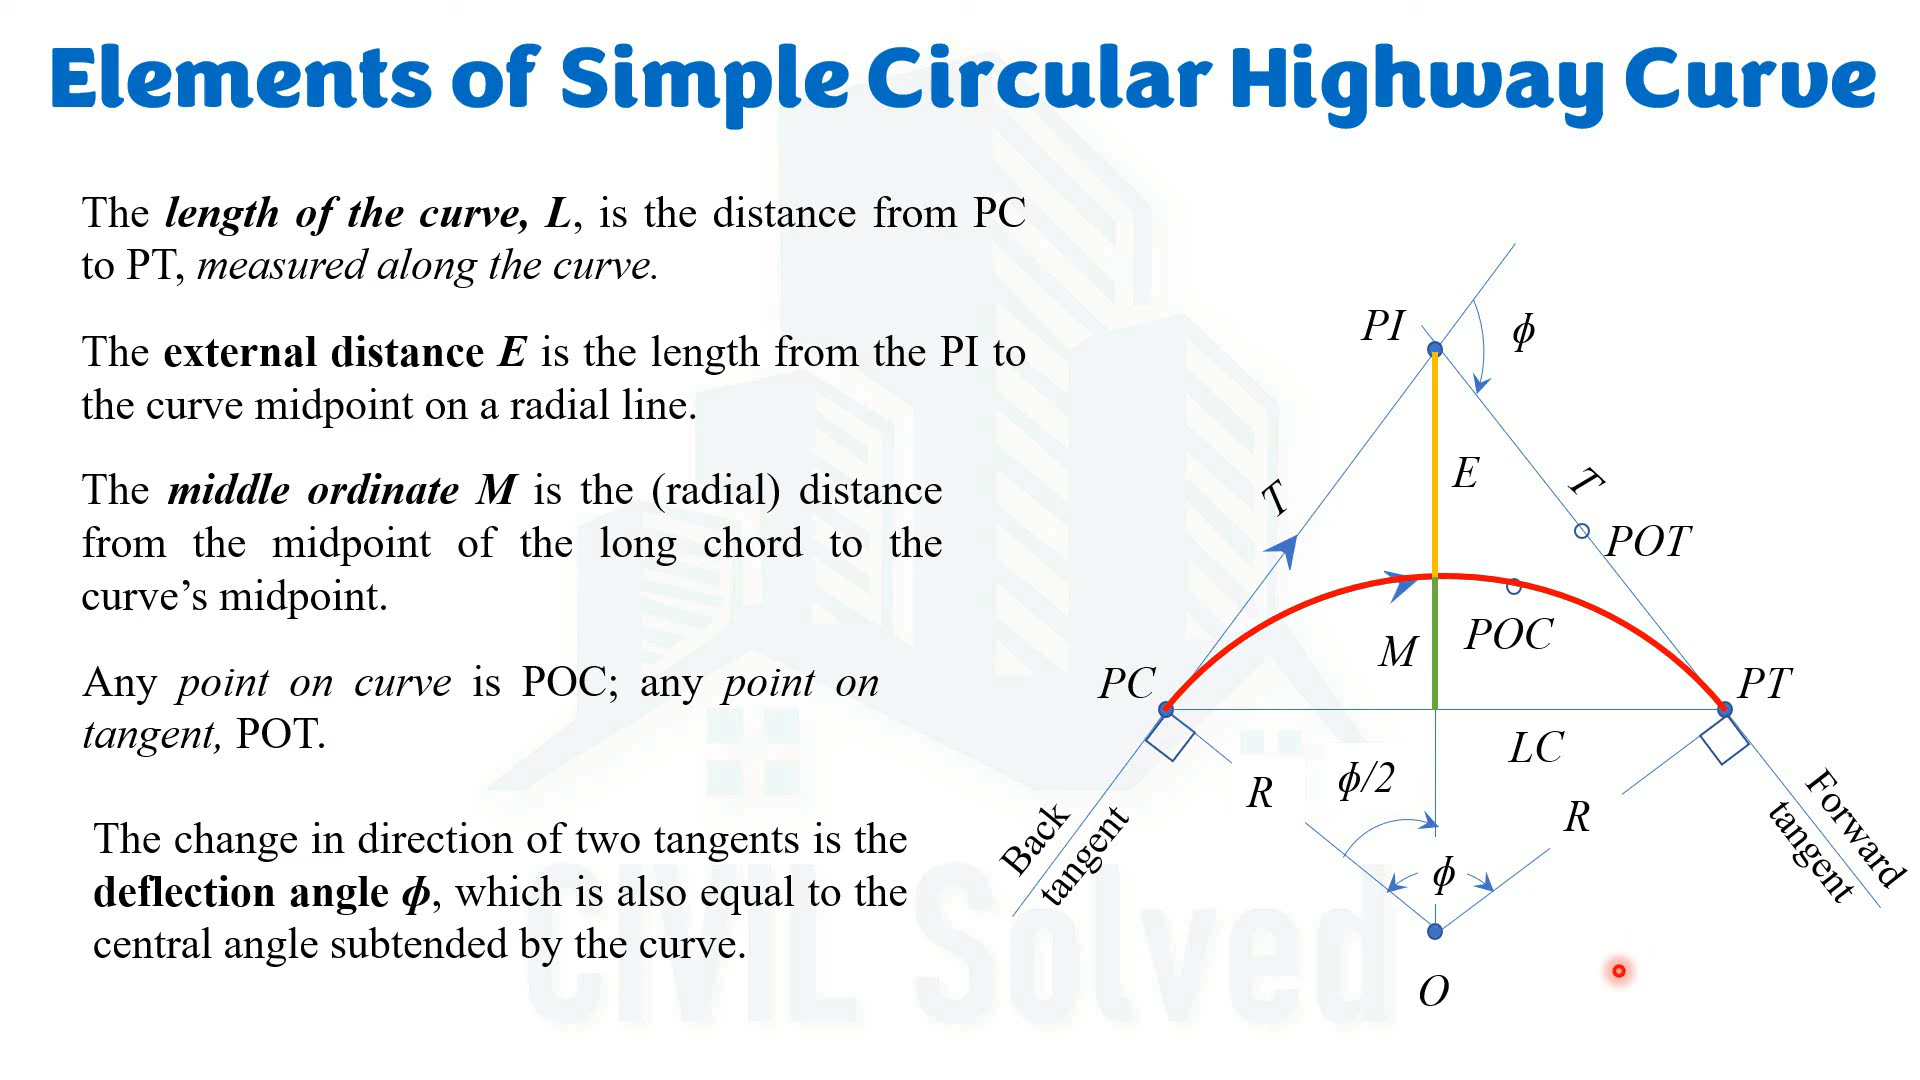 Elements of Simple Circular Highway Curve
The length of the curve, L, is the distance from PC
to PT, measured along the curve.
The external distance E is the length from the PI to
the curve midpoint on a radial line.
The middle ordinate M is the (radial) distance
from the midpoint of the long chord to the
curve’s midpoint.
Any point on curve is POC; any point on
tangent, POT.
The change in direction of two tangents is the
deflection angle ϕ, which is also equal to the
central angle subtended by the curve.
PI
ϕ
E
T
T
POT
POC
M
PC
PT
LC
ϕ/2
R
R
Back
tangent
Forward
tangent
ϕ
O
CIVIL Solved